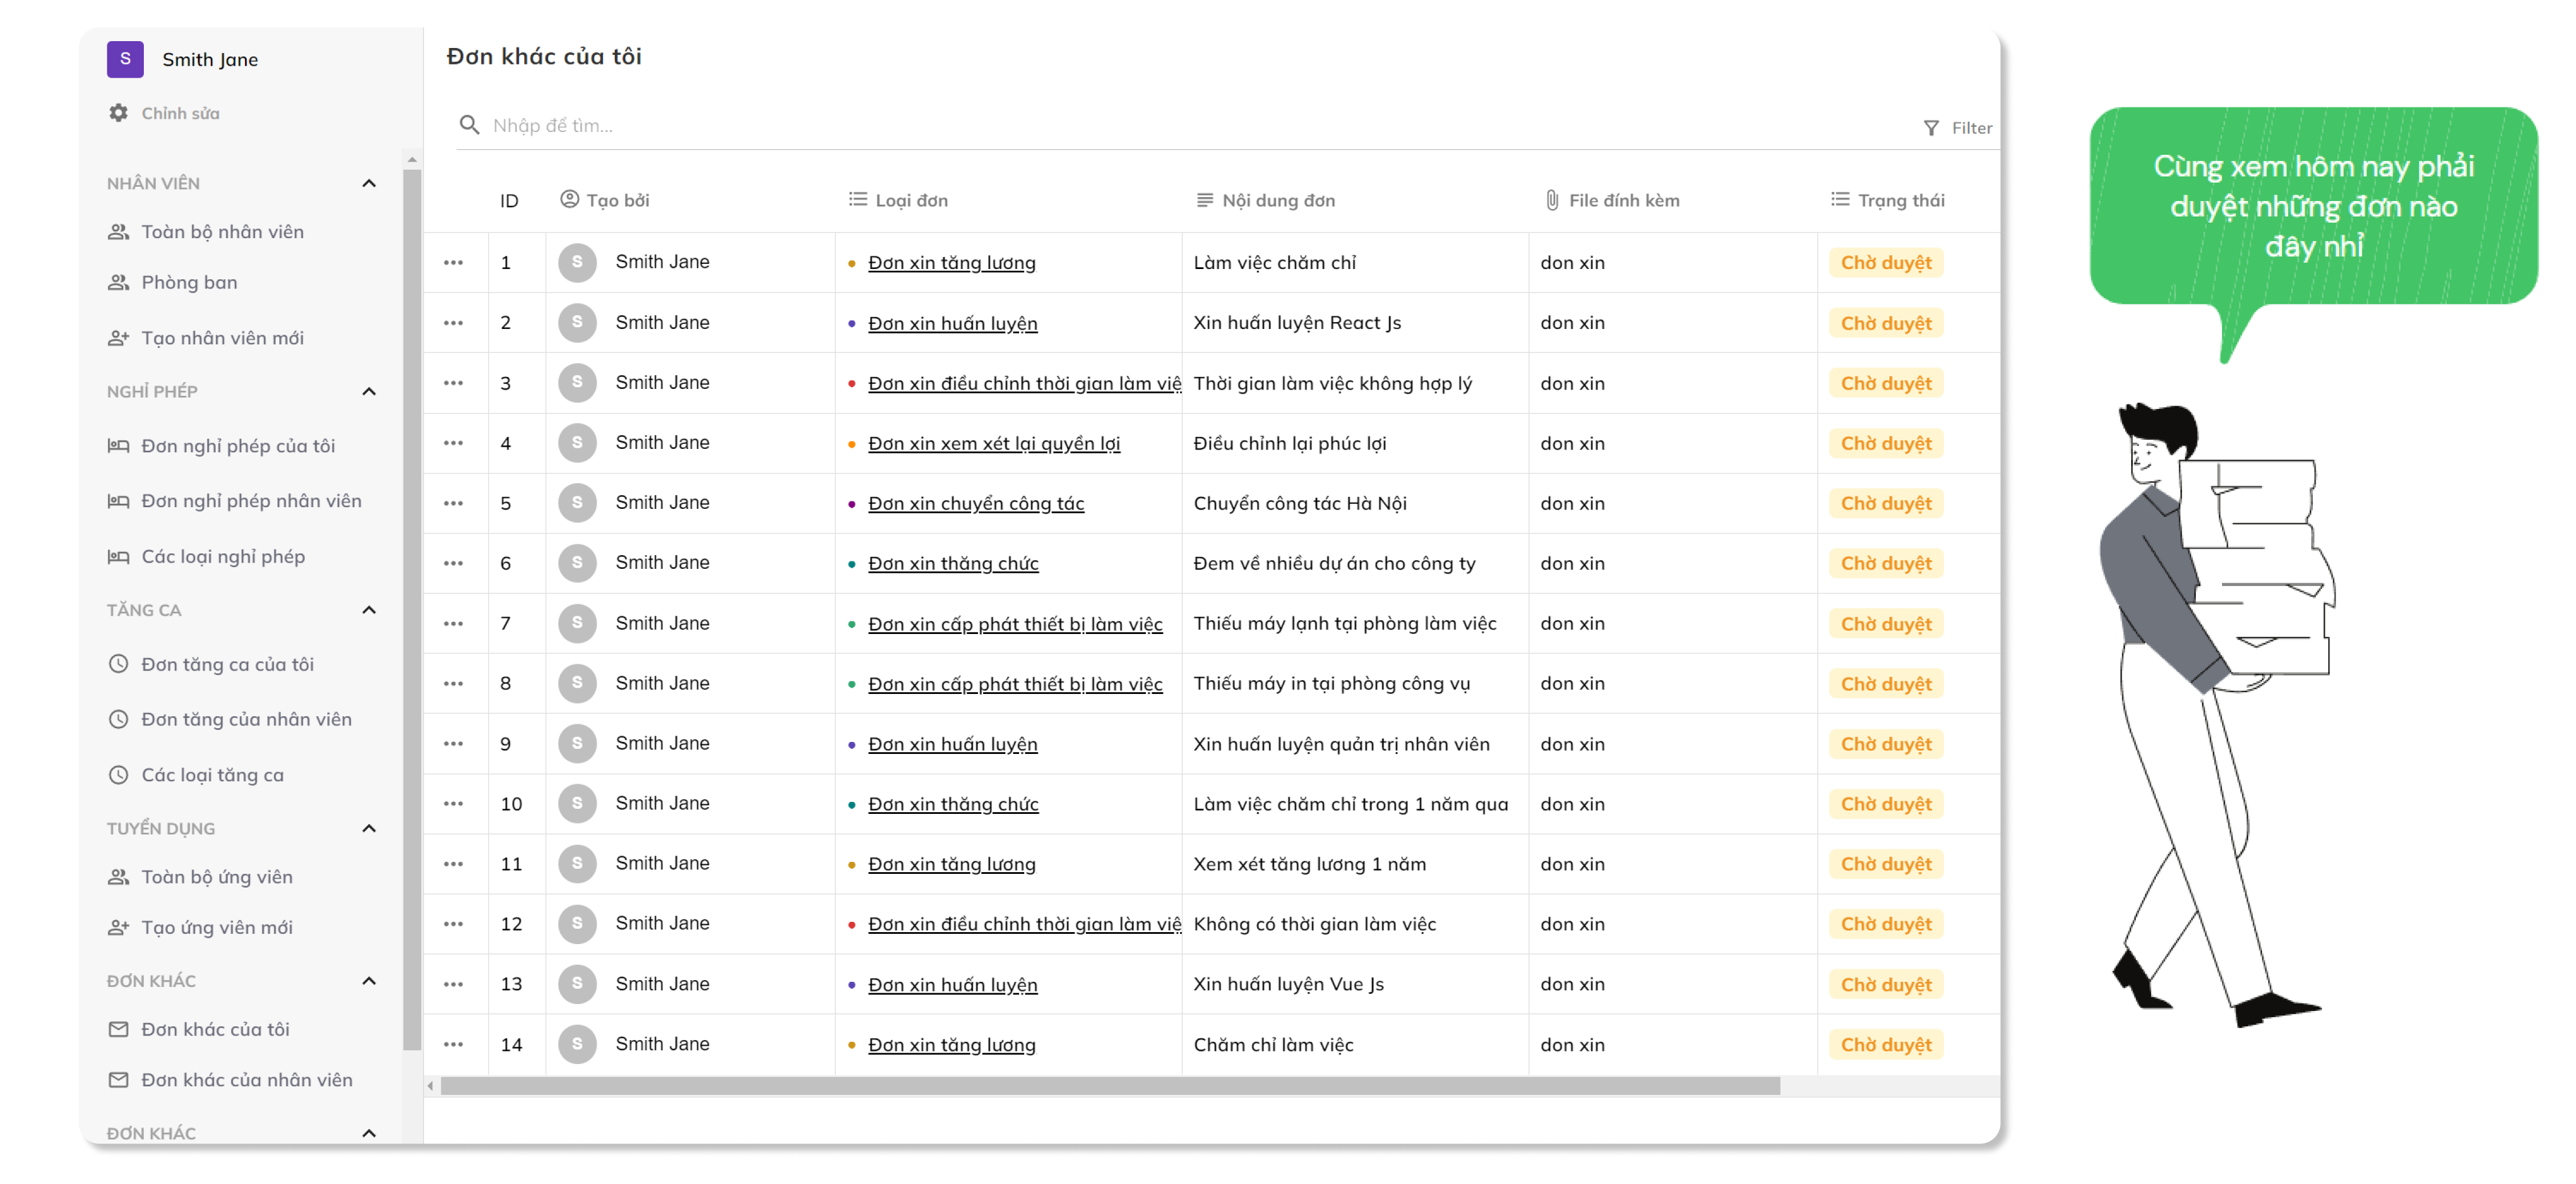 S Smith Jane
Chỉnh sửa
NHÂN VIÊN
Toàn bộ nhân viên
Phòng ban
Tạo nhân viên mới
NGHỈ PHÉP
Đơn nghỉ phép của tôi
Đơn nghỉ phép nhân viên
Các loại nghỉ phép
TĂNG CA
Đơn tăng ca của tôi
Đơn tăng của nhân viên
Các loại tăng ca
TUYỂN DỤNG
Toàn bộ ứng viên
Tạo ứng viên mới
ĐƠN KHÁC
Đơn khác của tôi
Đơn khác của nhân viên
ĐƠN KHÁC
Đơn khác của tôi
Nhập để tìm...
Filter
ID Tạo bởi Loại đơn Nội dung đơn File đính kèm Trạng thái
1 S Smith Jane Đơn xin tăng lương Làm việc chăm chỉ don xin Chờ duyệt
2 S Smith Jane Đơn xin huấn luyện Xin huấn luyện React Js don xin Chờ duyệt
3 S Smith Jane Đơn xin điều chỉnh thời gian làm việ Thời gian làm việc không hợp lý don xin Chờ duyệt
4 S Smith Jane Đơn xin xem xét lại quyền lợi Điều chỉnh lại phúc lợi don xin Chờ duyệt
5 S Smith Jane Đơn xin chuyển công tác Chuyển công tác Hà Nội don xin Chờ duyệt
6 S Smith Jane Đơn xin thăng chức Đem về nhiều dự án cho công ty don xin Chờ duyệt
7 S Smith Jane Đơn xin cấp phát thiết bị làm việc Thiếu máy lạnh tại phòng làm việc don xin Chờ duyệt
8 S Smith Jane Đơn xin cấp phát thiết bị làm việc Thiếu máy in tại phòng công vụ don xin Chờ duyệt
9 S Smith Jane Đơn xin huấn luyện Xin huấn luyện quản trị nhân viên don xin Chờ duyệt
10 S Smith Jane Đơn xin thăng chức Làm việc chăm chỉ trong 1 năm qua don xin Chờ duyệt
11 S Smith Jane Đơn xin tăng lương Xem xét tăng lương 1 năm don xin Chờ duyệt
12 S Smith Jane Đơn xin điều chỉnh thời gian làm việ Không có thời gian làm việc don xin Chờ duyệt
13 S Smith Jane Đơn xin huấn luyện Xin huấn luyện Vue Js don xin Chờ duyệt
14 S Smith Jane Đơn xin tăng lương Chăm chỉ làm việc don xin Chờ duyệt
Cùng xem hôm nay phải
duyệt những đơn nào
đây nhỉ